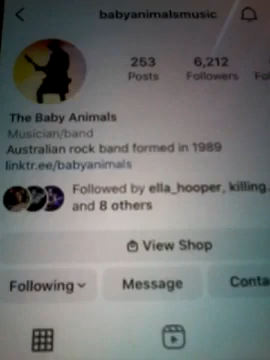 babyanimalsmusic
253 6,212
Posts Followers Fol
The Baby Animals
Musician/band
Australian rock band formed in 1989
linktr.ee/babyanimals
Followed by ella_hooper, killing.
and 8 others
View Shop
Following Message Conta